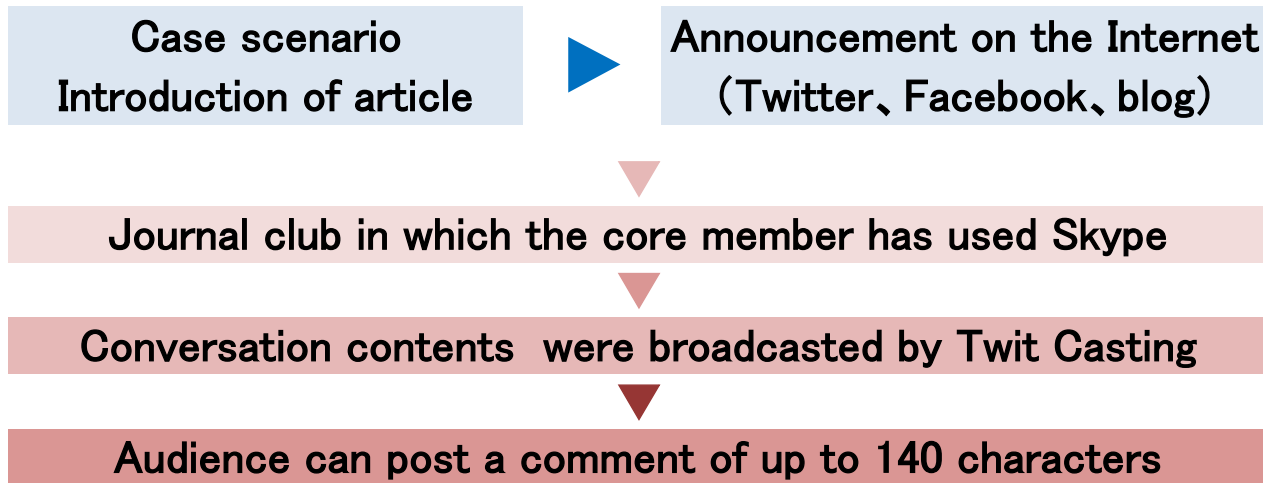 Case scenario
Introduction of article
Announcement on the Internet
（Twitter、Facebook、blog）
Journal club in which the core member has used Skype
Conversation contents  were broadcasted by Twit Casting
Audience can post a comment of up to 140 characters